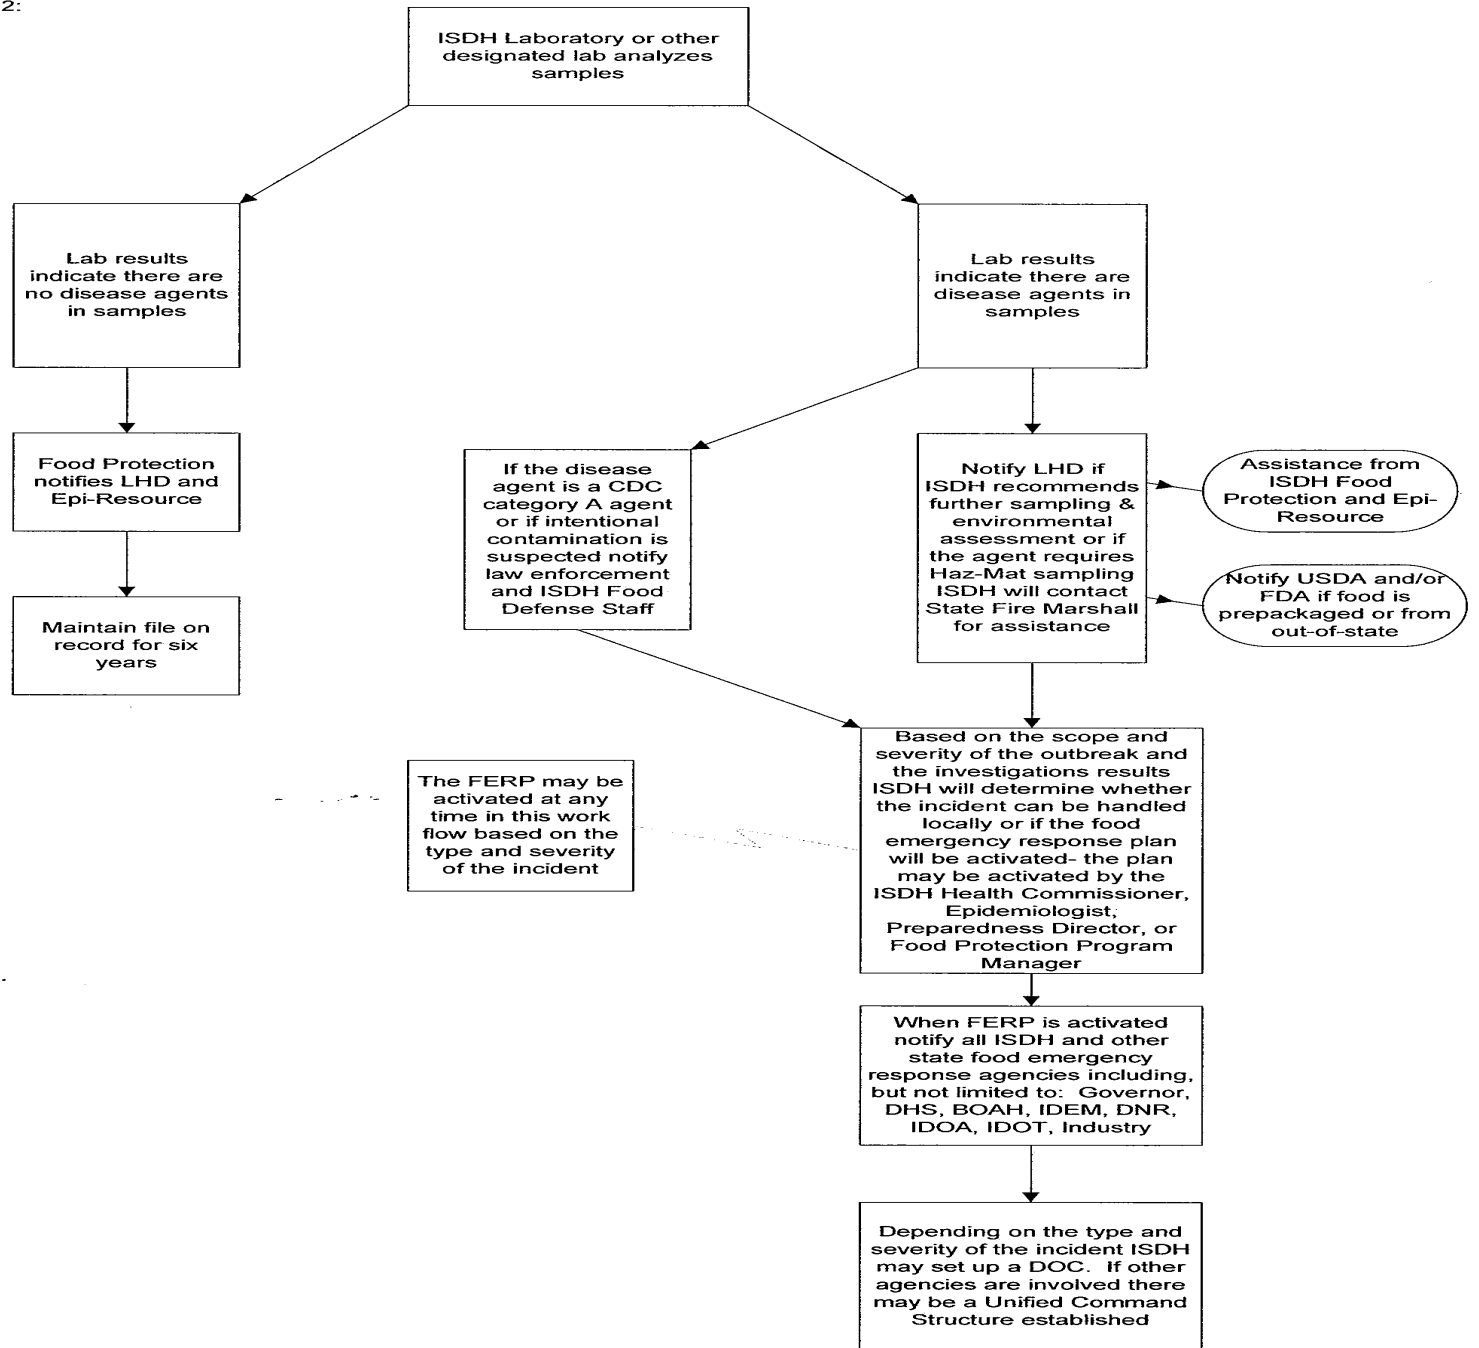 2:
ISDH Laboratory or other
designated lab analyzes
samples
Lab results
indicate there are
no disease agents
in samples
Lab results
indicate there are
disease agents in
samples
Food Protection
notifies LHD and
Epi-Resource
If the disease
agent is a CDC
category A agent
or if intentional
contamination is
suspected notify
law enforcement
and ISDH Food
Defense Staff
Notify LHD if
ISDH recommends
further sampling &
environmental
assessment or if
the agent requires
Haz-Mat sampling
ISDH will contact
State Fire Marshall
for assistance
Assistance from
ISDH Food
Protection and Epi-
Resource
Notify USDA and/or
FDA if food is
prepackaged or from
out-of-state
Maintain file on
record for six
years
The FERP may be
activated at any
time in this work
flow based on the
type and severity
of the incident
Based on the scope and
severity of the outbreak and
the investigations results
ISDH will determine whether
the incident can be handled
locally or if the food
emergency response plan
will be activated- the plan
may be activated by the
ISDH Health Commissioner,
Epidemiologist,
Preparedness Director, or
Food Protection Program
Manager
When FERP is activated
notify all ISDH and other
state food emergency
response agencies including,
but not limited to: Governor,
DHS, BOAH, IDEM, DNR,
IDOA, IDOT, Industry
Depending on the type and
severity of the incident ISDH
may set up a DOC. If other
agencies are involved there
may be a Unified Command
Structure established